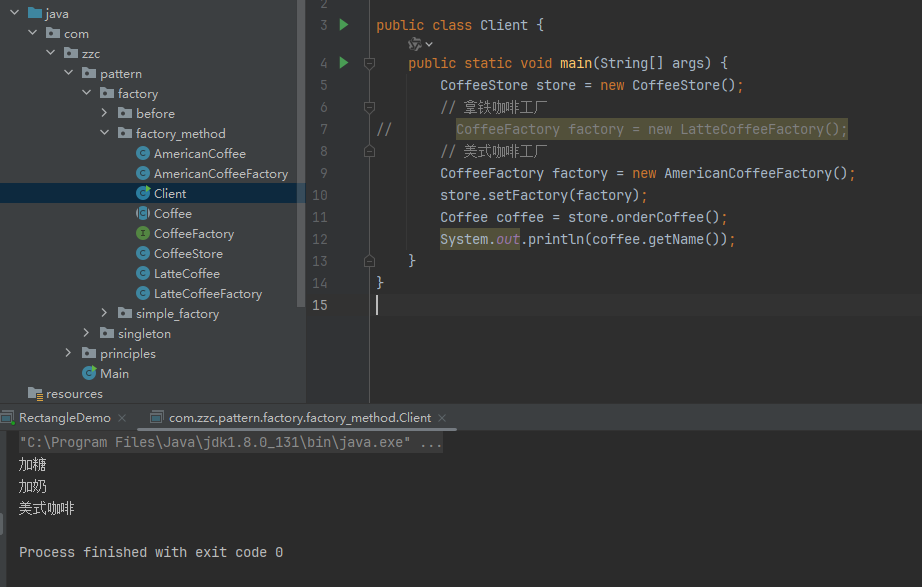 java
com
zzc
pattern
factory
before
factory_method
AmericanCoffee
AmericanCoffeeFactory
Client
Coffee
CoffeeFactory
CoffeeStore
LatteCoffee
LatteCoffeeFactory
simple_factory
singleton
principles
Main
resources
2
3 public class Client {
4 public static void main(String[] args) {
5 CoffeeStore store = new CoffeeStore();
6 // 拿铁咖啡工厂
7 // CoffeeFactory factory = new LatteCoffeeFactory();
8 // 美式咖啡工厂
9 CoffeeFactory factory = new AmericanCoffeeFactory();
10 store.setFactory(factory);
11 Coffee coffee = store.orderCoffee();
12 System.out.println(coffee.getName());
13 }
14 }
15
RectangleDemo × com.zzc.pattern.factory.factory_method.Client ×
"C:\Program Files\Java\jdk1.8.0_131\bin\java.exe" ...
加糖
加奶
美式咖啡
Process finished with exit code 0